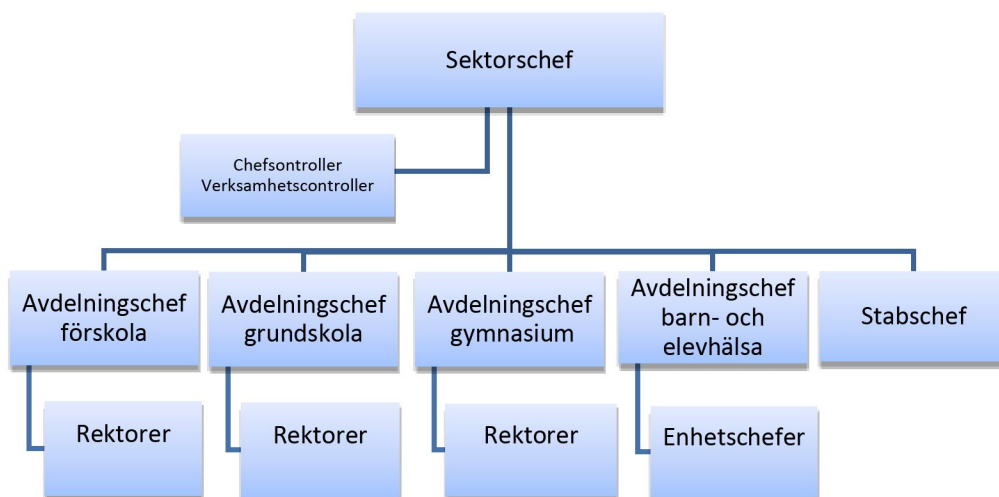 Sektorschef
Chefsontroller
Verksamhetscontroller
Avdelningschef
förskola
Avdelningschef
grundskola
Avdelningschef
gymnasium
Avdelningschef
barn- och
elevhälsa
Stabschef
Rektorer
Rektorer
Rektorer
Enhetschefer